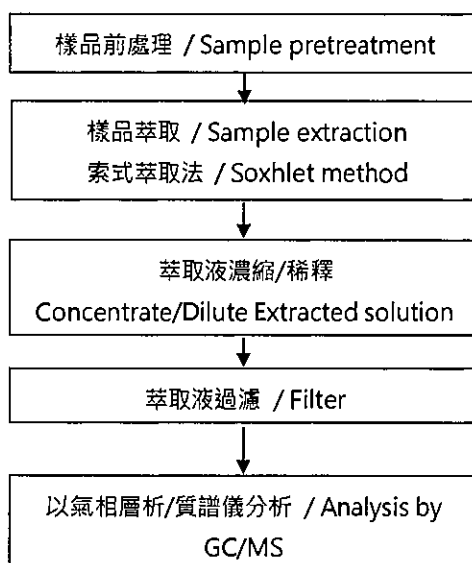 樣品前處理 / Sample pretreatment
樣品萃取 / Sample extraction
索式萃取法 / Soxhlet method
萃取液濃縮/稀釋
Concentrate/Dilute Extracted solution
萃取液過濾 / Filter
以氣相層析/質譜儀分析 / Analysis by
GC/MS